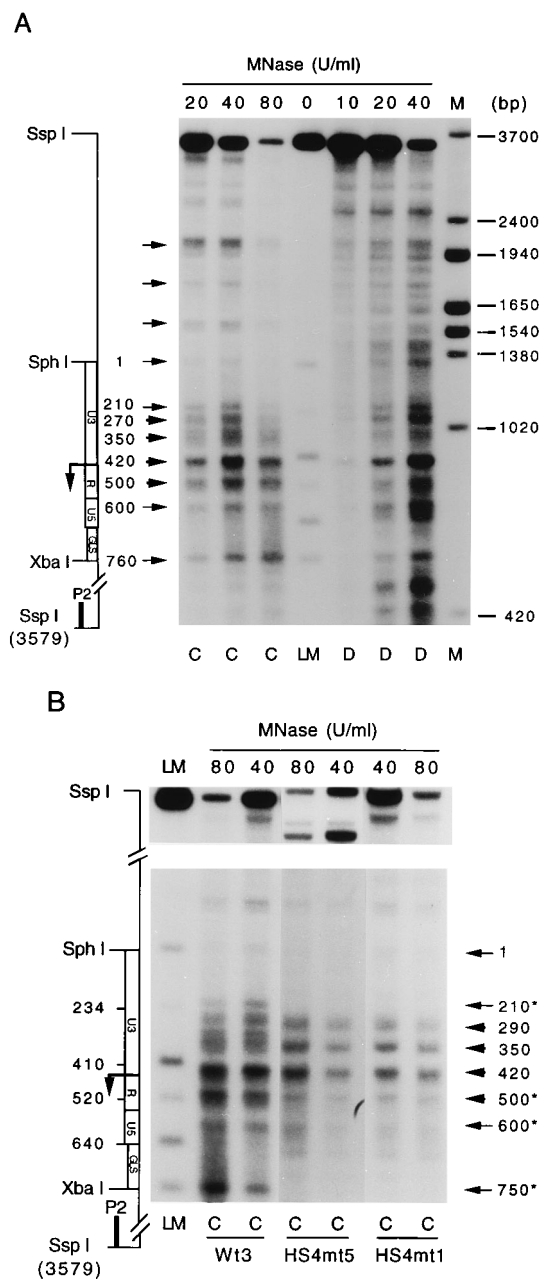 A
MNase (U/ml)
20 40 80 0 10 20 40 M (bp)
Ssp I
3700
2400
1940
1650
1540
1380
Sph I 1
210
U3
270
1020
350
420
R
500
U5
600
GLS
Xba I 760
P2
Ssp I
(3579)
420
C C C LM D D D M
B
MNase (U/ml)
LM 80 40 80 40 40 80
Ssp I
Sph I
1
234
210*
U3
290
410
350
420
R
520
500*
U5
600*
640
GLS
Xba I
750*
P2
LM C C C C C C
Ssp I
(3579)
Wt3 HS4mt5 HS4mt1